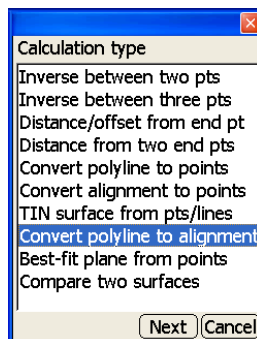 Calculation type
Inverse between two pts
Inverse between three pts
Distance/offset from end pt
Distance from two end pts
Convert polyline to points
Convert alignment to points
TIN surface from pts/lines
Convert polyline to alignment
Best-fit plane from points
Compare two surfaces
Next Cancel